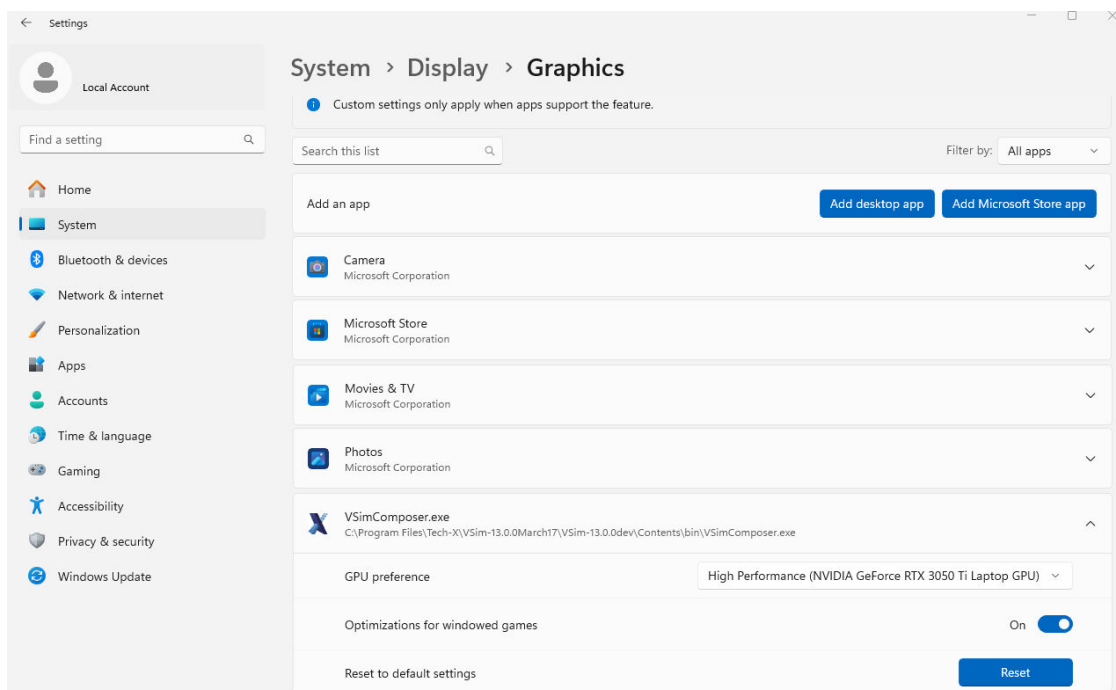 Settings
Local Account
Find a setting
Home
System
Bluetooth & devices
Network & internet
Personalization
Apps
Accounts
Time & language
Gaming
Accessibility
Privacy & security
Windows Update
System > Display > Graphics
Custom settings only apply when apps support the feature.
Search this list
Filter by: All apps
Add an app
Add desktop app
Add Microsoft Store app
Camera
Microsoft Corporation
Microsoft Store
Microsoft Corporation
Movies & TV
Microsoft Corporation
Photos
Microsoft Corporation
VSimComposer.exe
C:\Program Files\Tech-X\VSim-13.0.0March17\VSim-13.0.0dev\Contents\bin\VSimComposer.exe
GPU preference
High Performance (NVIDIA GeForce RTX 3050 Ti Laptop GPU)
Optimizations for windowed games
On
Reset to default settings
Reset